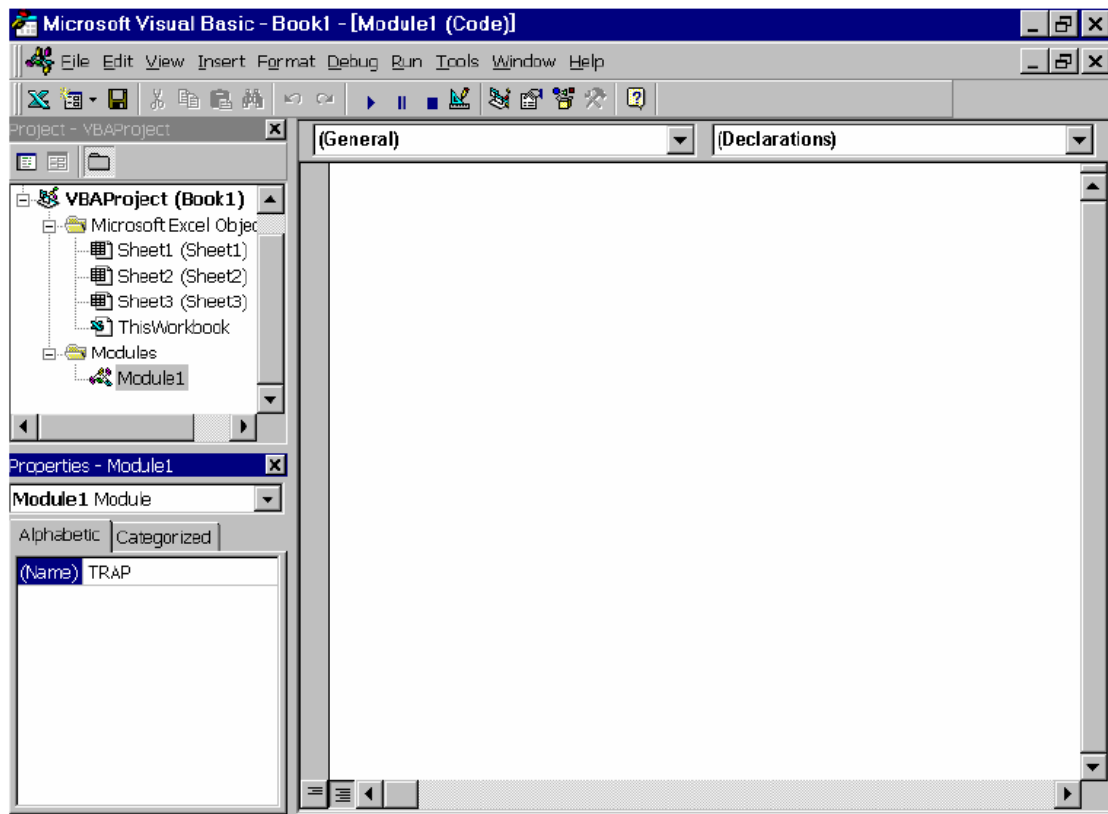 Microsoft Visual Basic - Book1 - [Module1 (Code)]
File Edit View Insert Format Debug Run Tools Window Help
Project - VBAProject
(General)
(Declarations)
VBAProject (Book1)
Microsoft Excel Objec
Sheet1 (Sheet1)
Sheet2 (Sheet2)
Sheet3 (Sheet3)
ThisWorkbook
Modules
Module1
Properties - Module1
Module1 Module
Alphabetic Categorized
(Name) TRAP